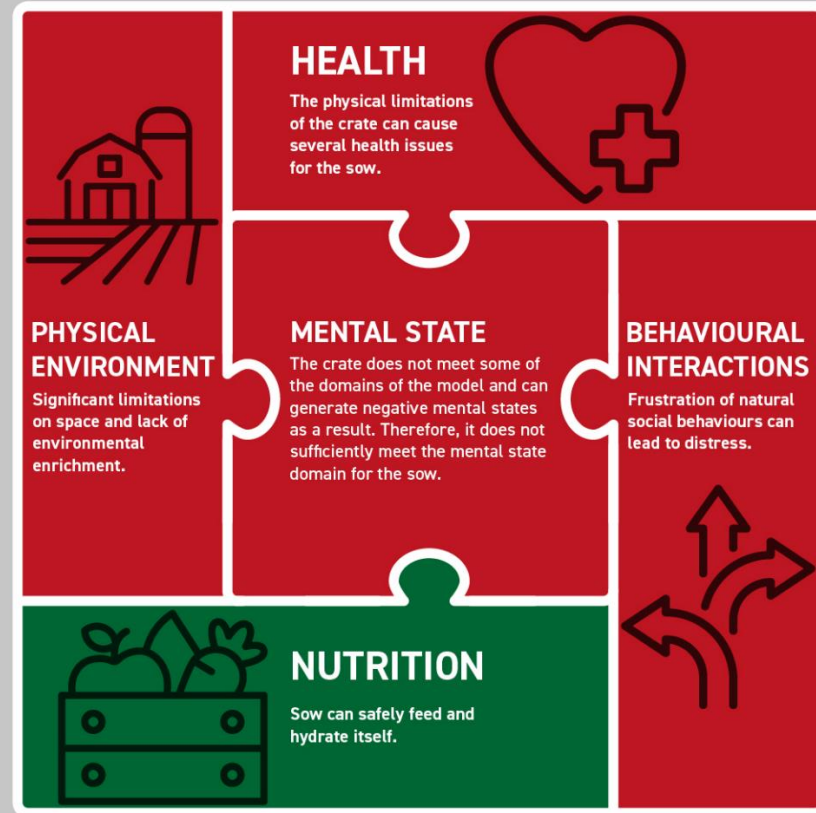 HEALTH
The physical limitations
of the crate can cause
several health issues
for the sow.
PHYSICAL
ENVIRONMENT
Significant limitations
on space and lack of
environmental
enrichment.
MENTAL STATE
The crate does not meet some of
the domains of the model and can
generate negative mental states
as a result. Therefore, it does not
sufficiently meet the mental state
domain for the sow.
BEHAVIOURAL
INTERACTIONS
Frustration of natural
social behaviours can
lead to distress.
NUTRITION
Sow can safely feed and
hydrate itself.